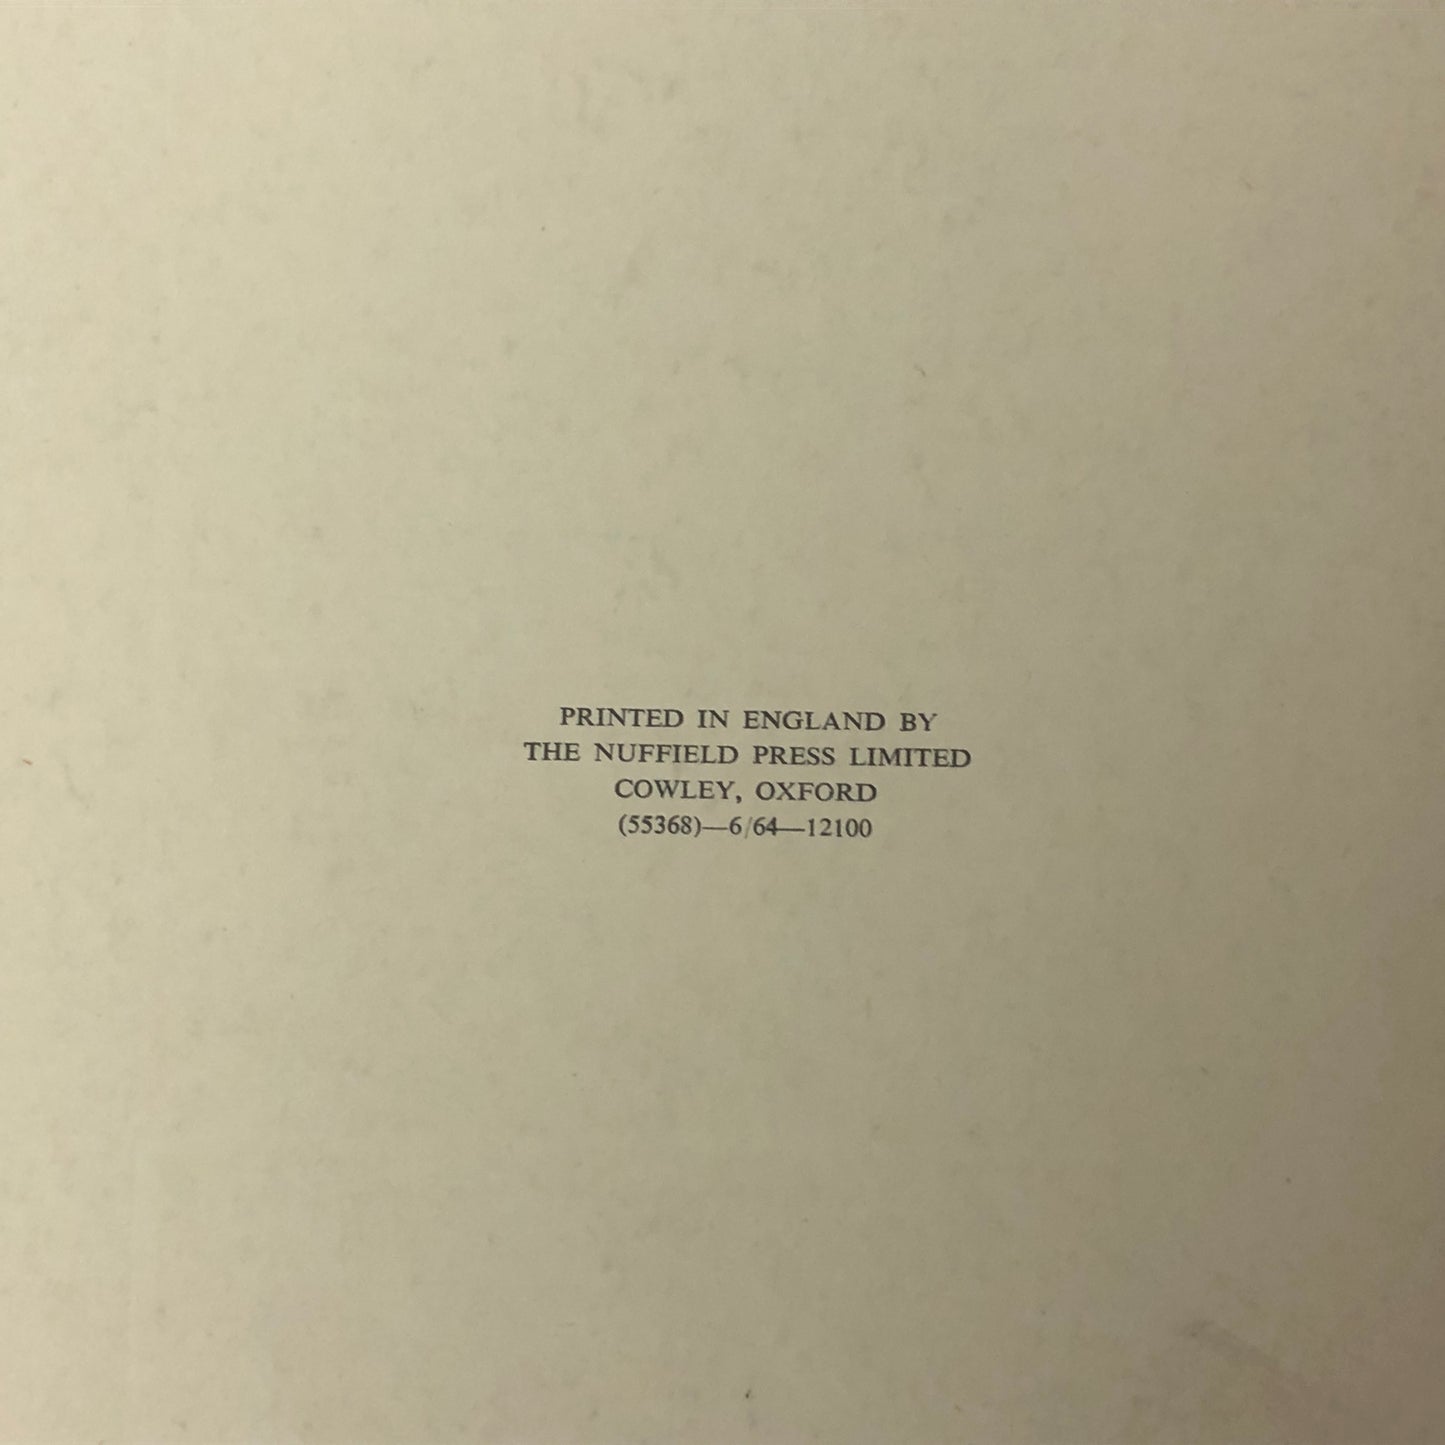 PRINTED IN ENGLAND BY
THE NUFFIELD PRESS LIMITED
COWLEY, OXFORD
(55368)—6/64—12100